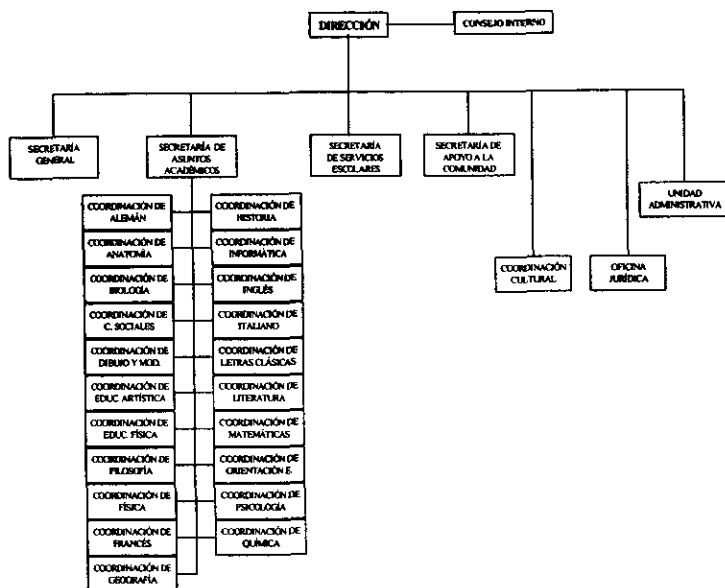 DIRECCIÓN
CONSEJO INTERNO
SECRETARÍA
GENERAL
SECRETARÍA DE
ASUNTOS
ACADÉMICOS
SECRETARÍA
DE SERVICIOS
ESCOLARES
SECRETARÍA DE
APOYO A LA
COMUNIDAD
UNIDAD
ADMINISTRATIVA
COORDINACIÓN
CULTURAL
OFICINA
JURÍDICA
COORDINACIÓN DE
ALEMÁN
COORDINACIÓN DE
HISTORIA
COORDINACIÓN DE
ANATOMÍA
COORDINACIÓN DE
INFORMÁTICA
COORDINACIÓN DE
BIOLOGÍA
COORDINACIÓN DE
INGLÉS
COORDINACIÓN DE
C. SOCIALES
COORDINACIÓN DE
ITALIANO
COORDINACIÓN DE
DIBUJO Y MOD.
COORDINACIÓN DE
LETRAS CLÁSICAS
COORDINACIÓN DE
EDUC. ARTÍSTICA
COORDINACIÓN DE
LITERATURA
COORDINACIÓN DE
EDUC. FÍSICA
COORDINACIÓN DE
MATEMÁTICAS
COORDINACIÓN DE
FILOSOFÍA
COORDINACIÓN DE
ORIENTACIÓN E.
COORDINACIÓN DE
FÍSICA
COORDINACIÓN DE
PSICOLOGÍA
COORDINACIÓN DE
FRANCÉS
COORDINACIÓN DE
QUÍMICA
COORDINACIÓN DE
GEOGRAFÍA